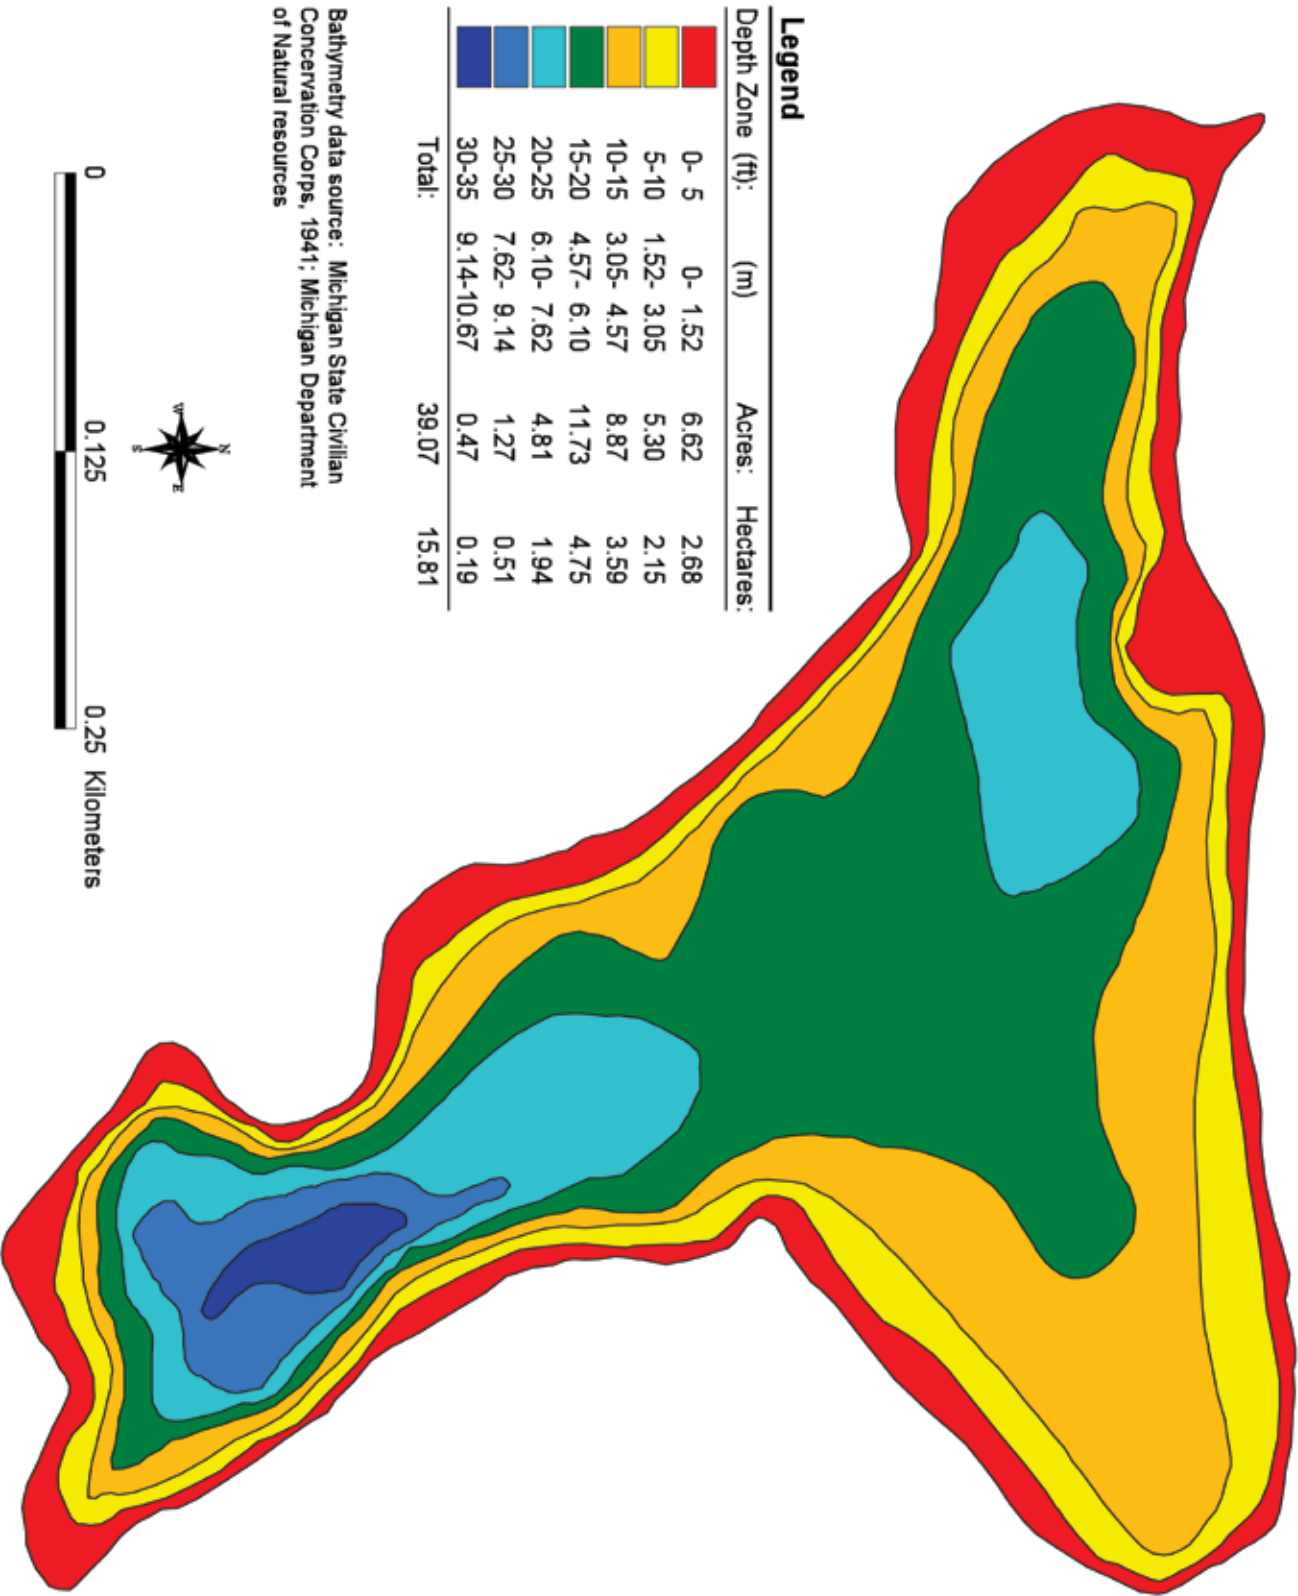 Legend
Depth Zone (ft): (m) Acres: Hectares:
0- 5 0- 1.52 6.62 2.68
5-10 1.52- 3.05 5.30 2.15
10-15 3.05- 4.57 8.87 3.59
15-20 4.57- 6.10 11.73 4.75
20-25 6.10- 7.62 4.81 1.94
25-30 7.62- 9.14 1.27 0.51
30-35 9.14-10.67 0.47 0.19
Total: 39.07 15.81
Bathymetry data source: Michigan State Civilian
Concervation Corps, 1941; Michigan Department
of Natural resources
N
W E
S
0 0.125 0.25 Kilometers